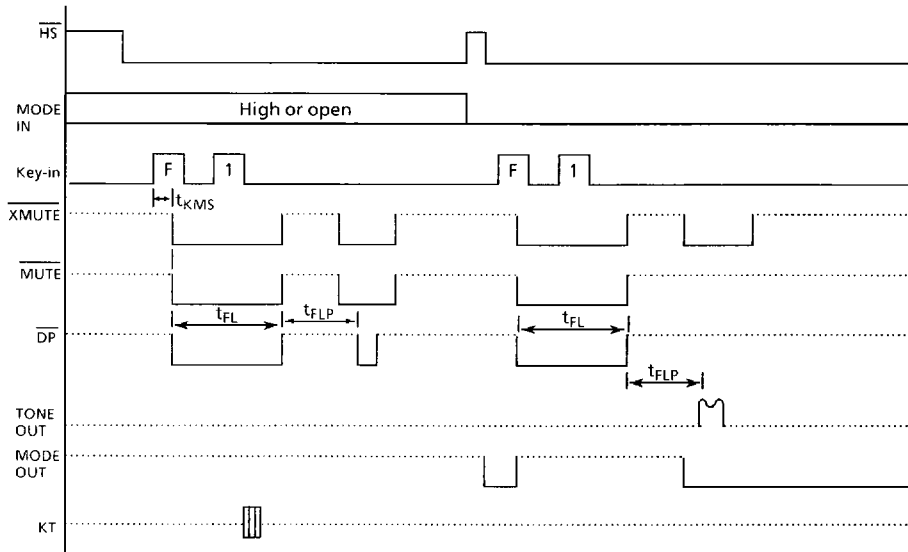 HS
MODE
IN
High or open
Key-in
F
1
F
1
tKMS
XMUTE
MUTE
tFL
tFLP
tFL
DP
tFLP
TONE
OUT
MODE
OUT
KT